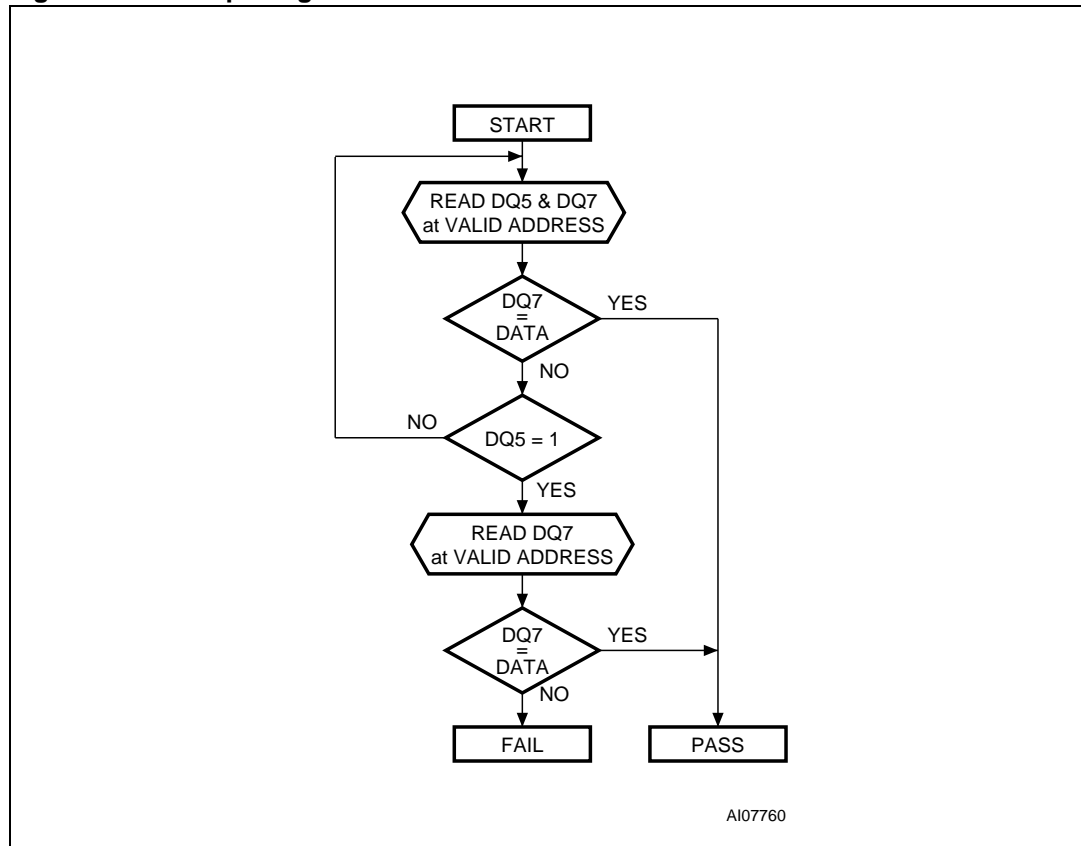 START
READ DQ5 & DQ7
at VALID ADDRESS
DQ7
=
DATA
YES
NO
NO
DQ5 = 1
YES
READ DQ7
at VALID ADDRESS
DQ7
=
DATA
YES
NO
FAIL
PASS
AI07760